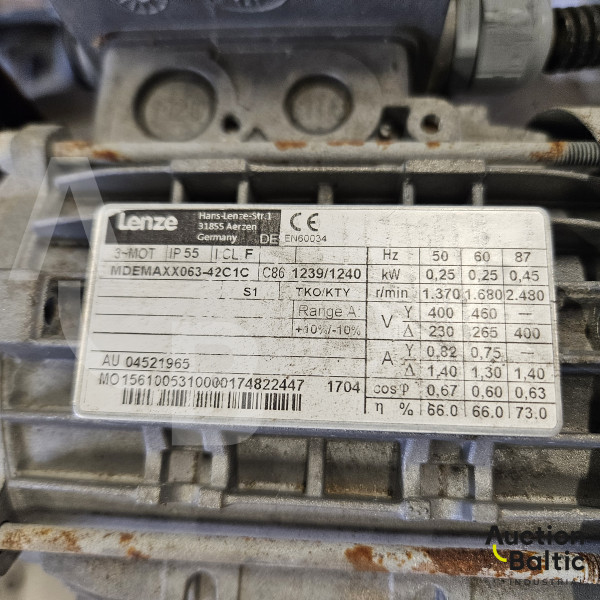 Lenze Hans-Lenze-Str.1
31855 Aerzen
Germany DE CE
EN60034
3~MOT IP 55 I.CL F Hz 50 60 87
MDEMAXX063-42C1C C86 1239/1240 kW 0,25 0,25 0,45
S1 TKO/KTY r/min 1.370 1.680 2.480
Range A V Y 400 460 —
+10%/-10% Δ 230 265 400
A Y 0,82 0,75 —
AU 04521965 Δ 1,40 1,30 1,40
MO1561005310000174822447 1704 cos φ 0,67 0,60 0,63
η % 66.0 66.0 73.0
Auction
Baltic
INDUSTRIAL